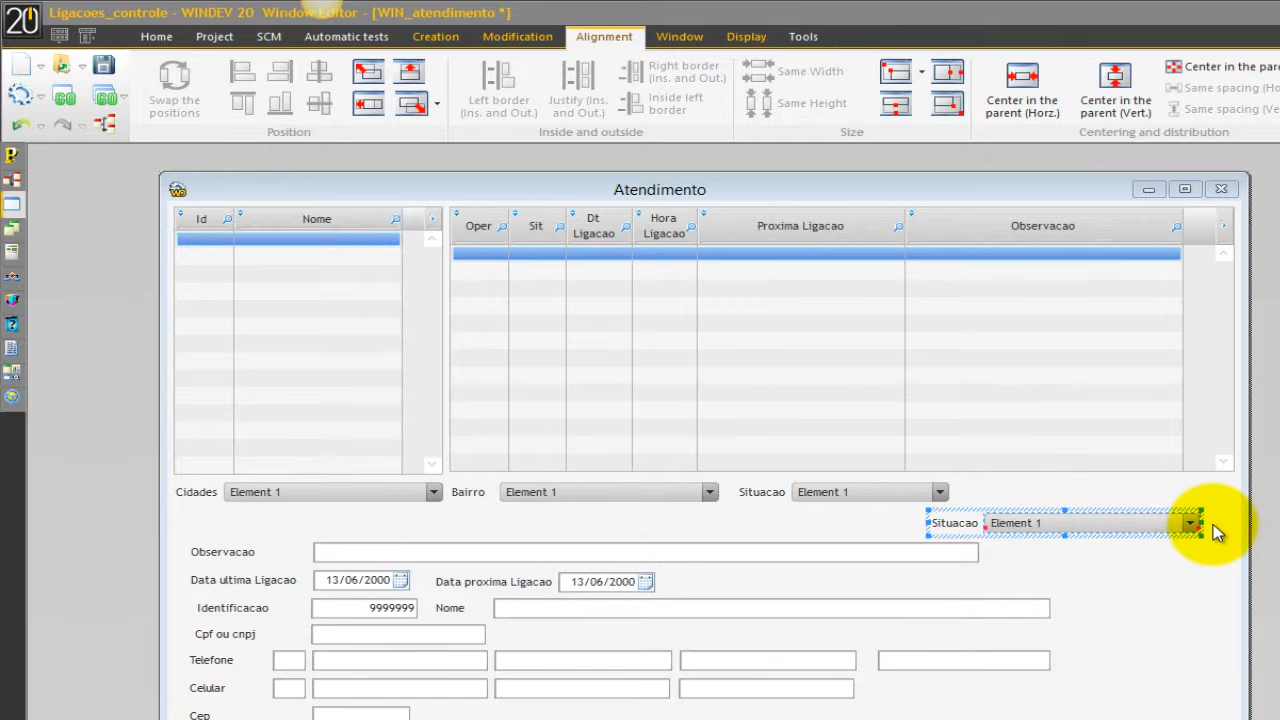 20
Ligacoes_controle - WINDEV 20 Window Editor - [WIN_atendimento *]
Home Project SCM Automatic tests Creation Modification Alignment Window Display Tools
Swap the positions
Position
Left border (Ins. and Out.)
Justify (Ins. and Out.)
Right border (Ins. and Out.)
Inside left border
Inside and outside
Same Width
Same Height
Size
Center in the parent (Horz.)
Center in the parent (Vert.)
Center in the pare
Same spacing (Ho
Same spacing (Ve
Centering and distribution
GO GO
Atendimento
Id Nome
Oper Sit Dt Ligacao Hora Ligacao Proxima Ligacao Observacao
Cidades Element 1 Bairro Element 1 Situacao Element 1
Situacao Element 1
Observacao
Data ultima Ligacao 13/06/2000 Data proxima Ligacao 13/06/2000
Identificacao 9999999 Nome
Cpf ou cnpj
Telefone
Celular
Cep